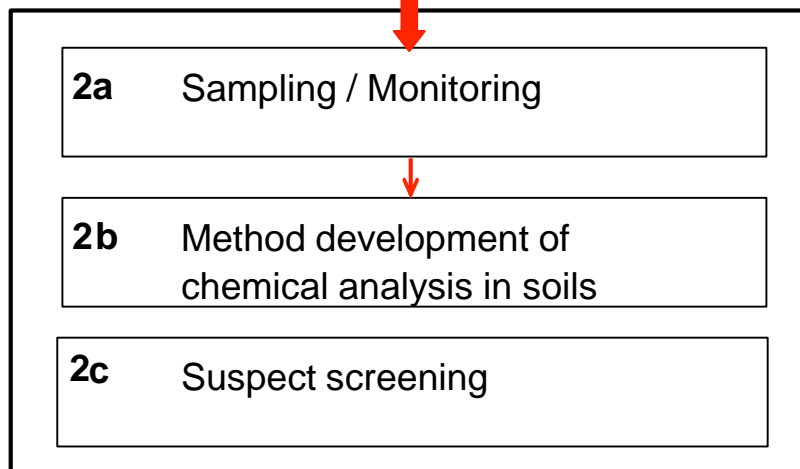 2a Sampling / Monitoring
2b Method development of
chemical analysis in soils
2c Suspect screening